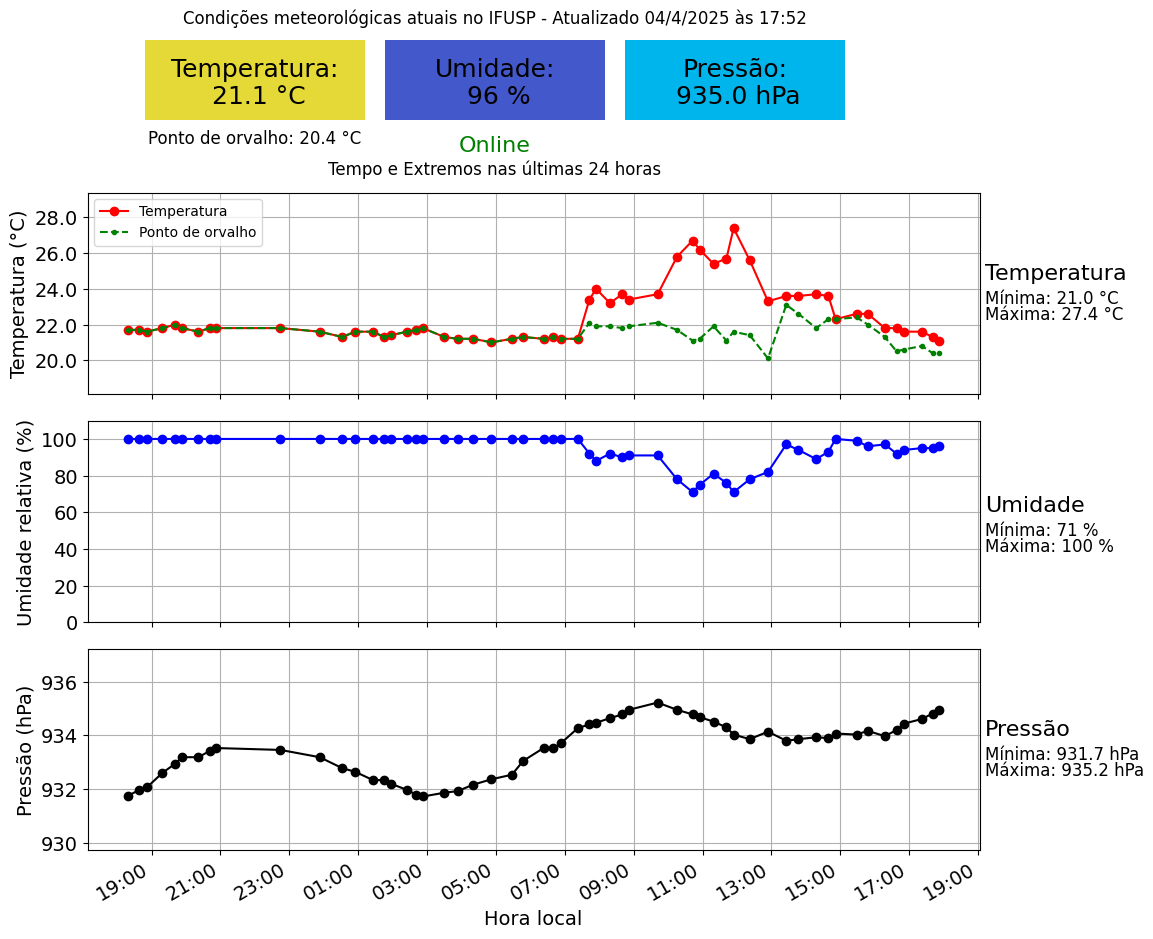 Condições meteorológicas atuais no IFUSP - Atualizado 04/4/2025 às 17:52
Temperatura:
21.1 °C
Umidade:
96 %
Pressão:
935.0 hPa
Ponto de orvalho: 20.4 °C
Online
Tempo e Extremos nas últimas 24 horas
Temperatura (°C)
28.0
26.0
24.0
22.0
20.0
Temperatura
Ponto de orvalho
Temperatura
Mínima: 21.0 °C
Máxima: 27.4 °C
Umidade relativa (%)
100
80
60
40
20
0
Umidade
Mínima: 71 %
Máxima: 100 %
Pressão (hPa)
936
934
932
930
Pressão
Mínima: 931.7 hPa
Máxima: 935.2 hPa
19:00 21:00 23:00 01:00 03:00 05:00 07:00 09:00 11:00 13:00 15:00 17:00 19:00
Hora local